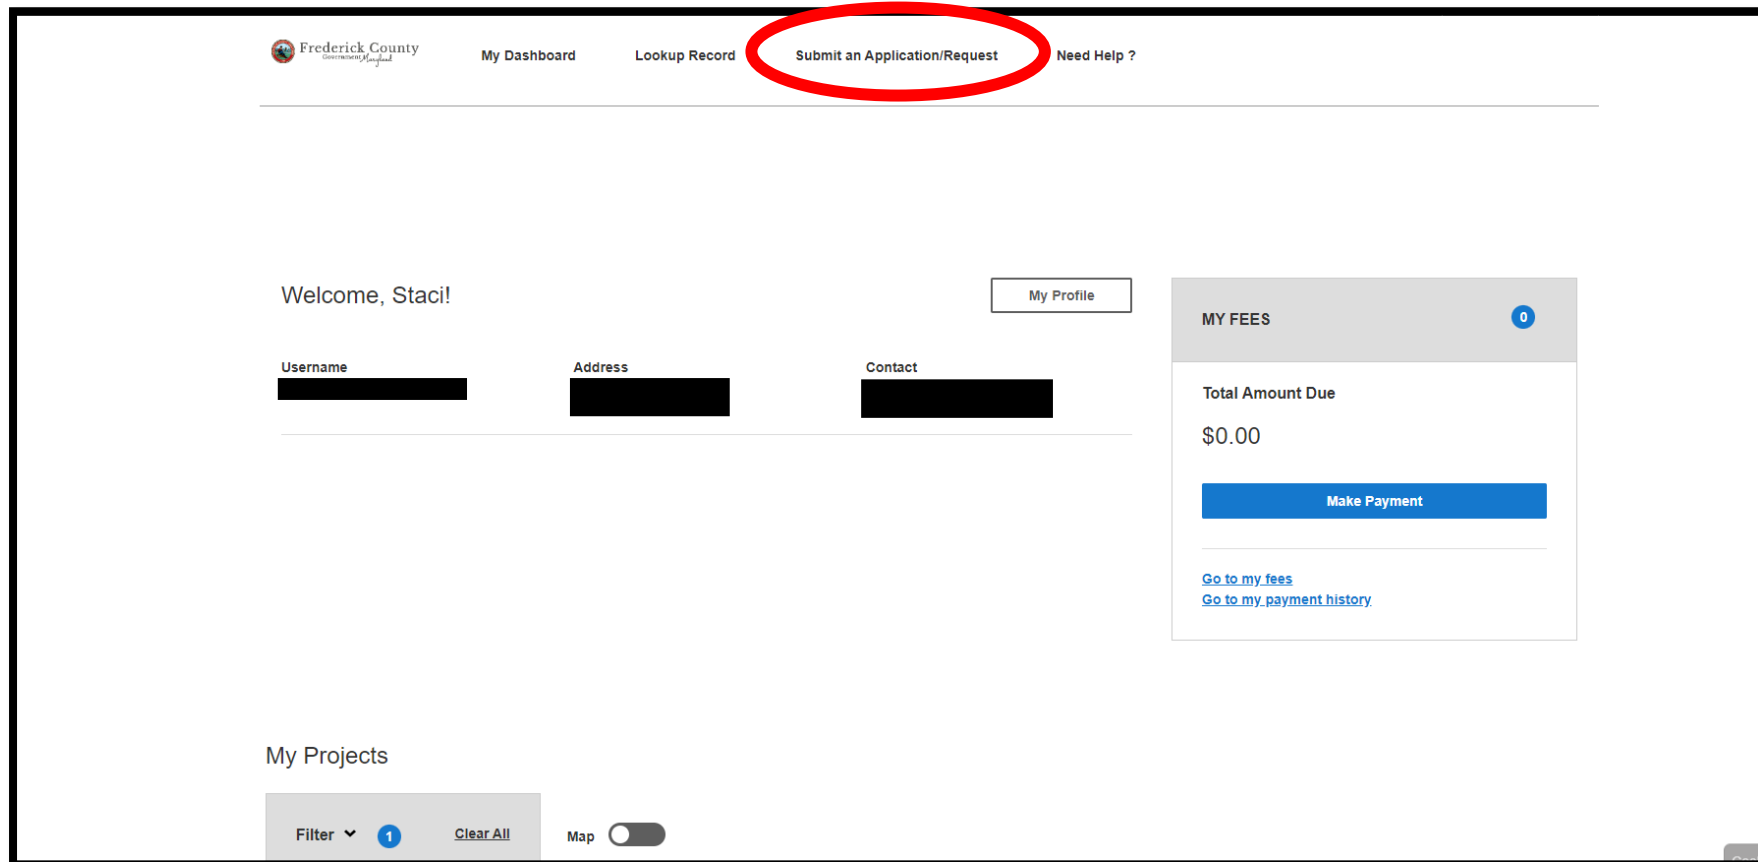 Frederick County
Government Maryland
My Dashboard
Lookup Record
Submit an Application/Request
Need Help ?
Welcome, Staci!
My Profile
Username
Address
Contact
MY FEES
0
Total Amount Due
$0.00
Make Payment
Go to my fees
Go to my payment history
My Projects
Filter
1
Clear All
Map